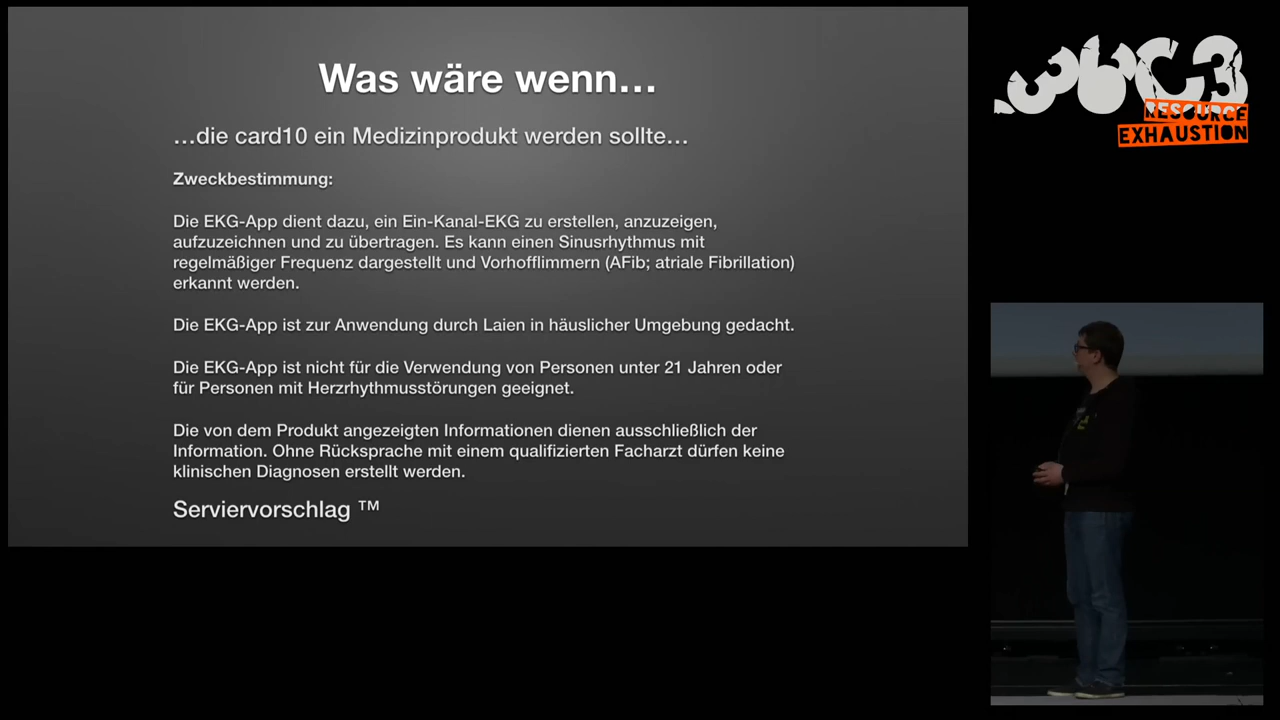 Was wäre wenn…
…die card10 ein Medizinprodukt werden sollte…
Zweckbestimmung:
Die EKG-App dient dazu, ein Ein-Kanal-EKG zu erstellen, anzuzeigen,
aufzuzeichnen und zu übertragen. Es kann einen Sinusrhythmus mit
regelmäßiger Frequenz dargestellt und Vorhofflimmern (AFib; atriale Fibrillation)
erkannt werden.
Die EKG-App ist zur Anwendung durch Laien in häuslicher Umgebung gedacht.
Die EKG-App ist nicht für die Verwendung von Personen unter 21 Jahren oder
für Personen mit Herzrhythmusstörungen geeignet.
Die von dem Produkt angezeigten Informationen dienen ausschließlich der
Information. Ohne Rücksprache mit einem qualifizierten Facharzt dürfen keine
klinischen Diagnosen erstellt werden.
Serviervorschlag ™
36C3
RESOURCE
EXHAUSTION